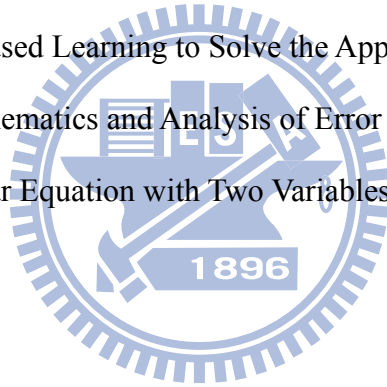 sed Learning to Solve the App
ematics and Analysis of Error
r Equation with Two Variables
E S A
1896